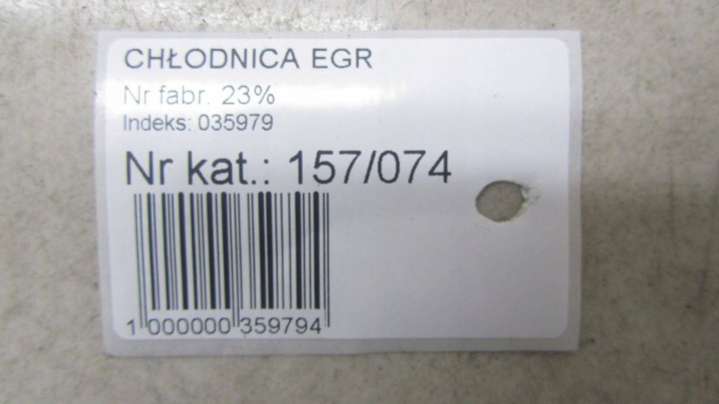 CHŁODNICA EGR
Nr fabr. 23%
Indeks: 035979
Nr kat.: 157/074
1 000000 359794